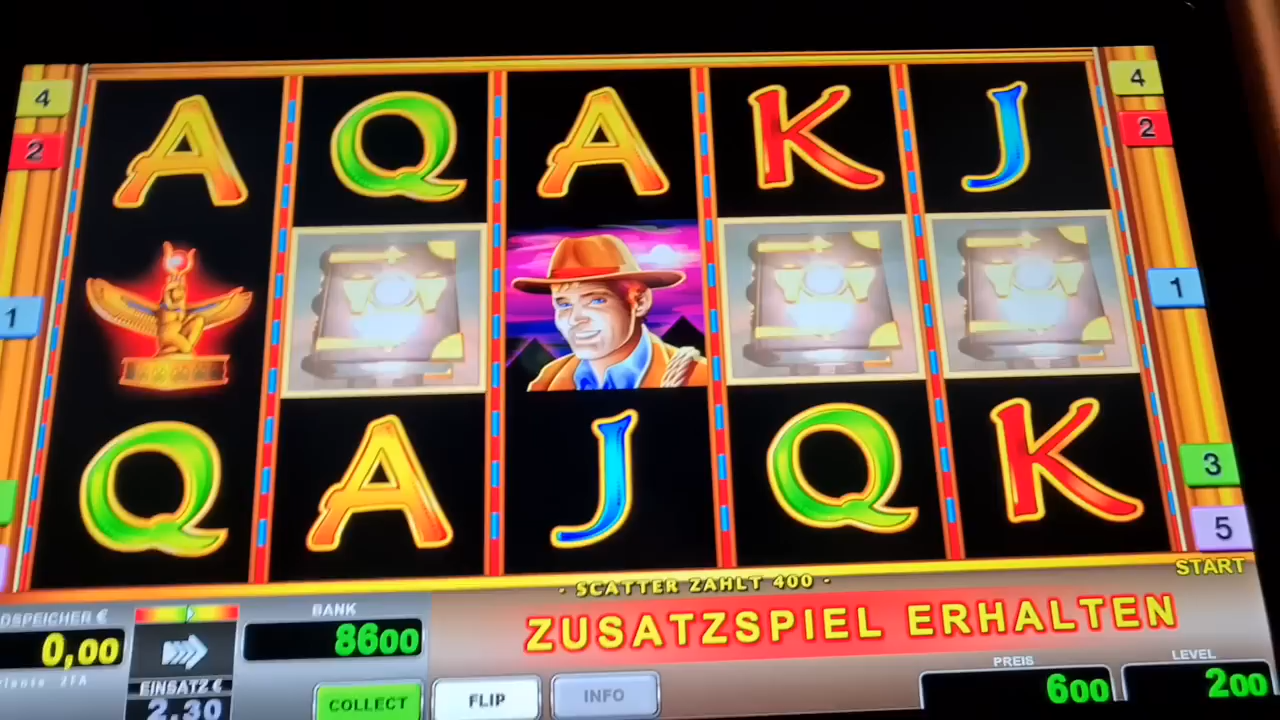 4 A Q A K J 4
2 2
1 1
Q A J Q K 3
5
START
- SCATTER ZAHLT 400 -
ZUSATZSPIEL ERHALTEN
DSPEICHER €
0,00
EINSATZ €
2.30
BANK
8600
COLLECT
FLIP
INFO
PREIS
600
LEVEL
200